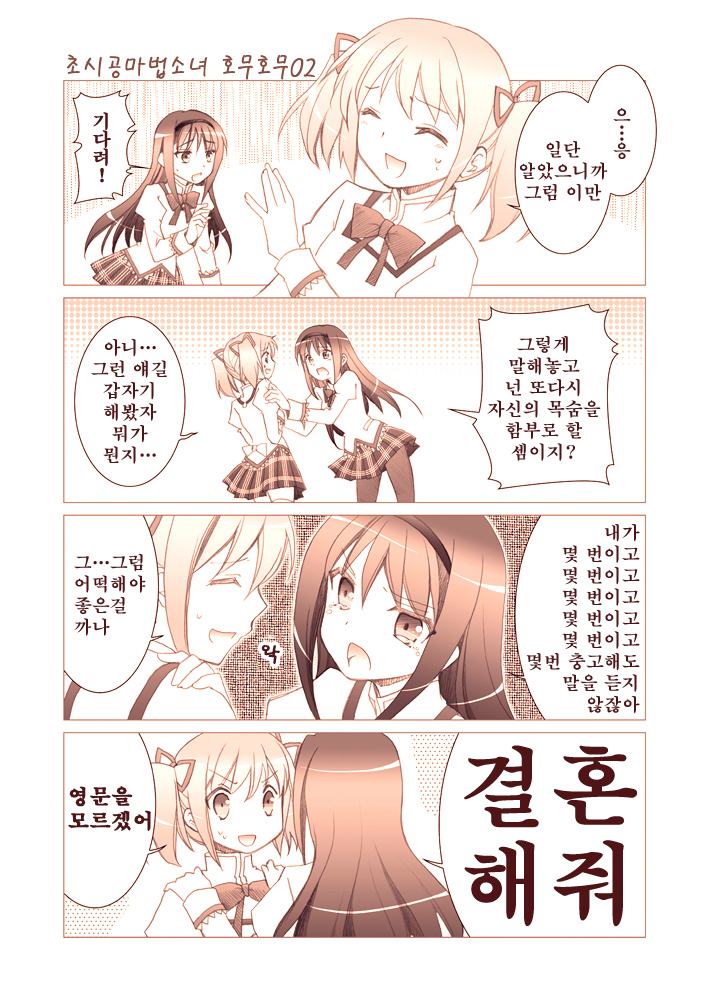 초시공마법소녀 호무호무02
으…응
일단
알았으니까
그럼 이만
기다려!
그렇게
말해놓고
넌 또다시
자신의 목숨을
함부로 할
셈이지?
아니…
그런 얘길
갑자기
해봤자
뭐가
뭔지…
내가
몇 번이고
몇 번이고
몇 번이고
몇 번이고
몇 번이고
몇번 충고해도
말을 듣지
않잖아
왁
그…그럼
어떡해야
좋은걸
까나
결혼
해줘
영문을
모르겠어